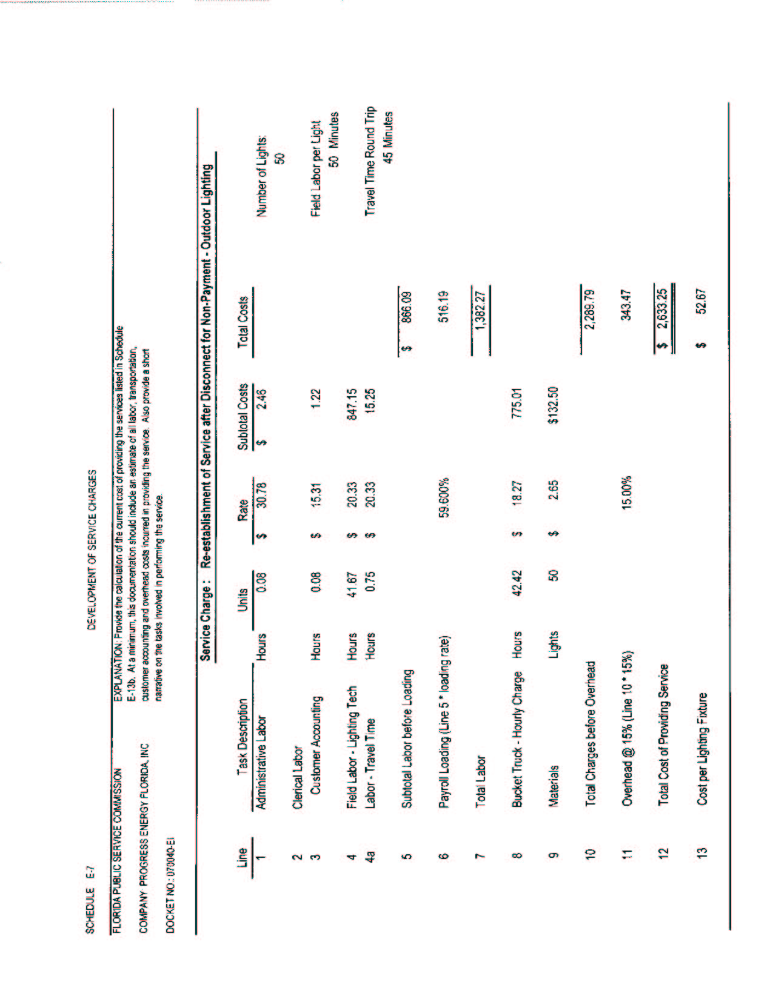 SCHEDULE E-7 DEVELOPMENT OF SERVICE CHARGES
FLORIDA PUBLIC SERVICE COMMISSION EXPLANATION: Provide the calculation of the current cost of providing the services listed in Schedule
E-13b. At a minimum, this documentation should include an estimate of all labor, transportation,
COMPANY: PROGRESS ENERGY FLORIDA, INC customer accounting and overhead costs incurred in providing the service. Also provide a short
narrative on the tasks involved in performing the service.
DOCKET NO.: 070040-EI
Service Charge : Re-establishment of Service after Disconnect for Non-Payment - Outdoor Lighting
Line Task Description Units Rate Subtotal Costs Total Costs
1 Administrative Labor Hours 0.08 $ 30.78 $ 2.46 Number of Lights:
50
2 Clerical Labor
3 Customer Accounting Hours 0.08 $ 15.31 1.22 Field Labor per Light
50 Minutes
4 Field Labor - Lighting Tech Hours 41.67 $ 20.33 847.15
4a Labor - Travel Time Hours 0.75 $ 20.33 15.25 Travel Time Round Trip
45 Minutes
5 Subtotal Labor before Loading $ 866.09
6 Payroll Loading (Line 5 * loading rate) 59.600% 516.19
7 Total Labor 1,382.27
8 Bucket Truck - Hourly Charge Hours 42.42 $ 18.27 775.01
9 Materials Lights 50 $ 2.65 $132.50
10 Total Charges before Overhead 2,289.79
11 Overhead @ 15% (Line 10 * 15%) 15.00% 343.47
12 Total Cost of Providing Service $ 2,633.25
13 Cost per Lighting Fixture $ 52.67